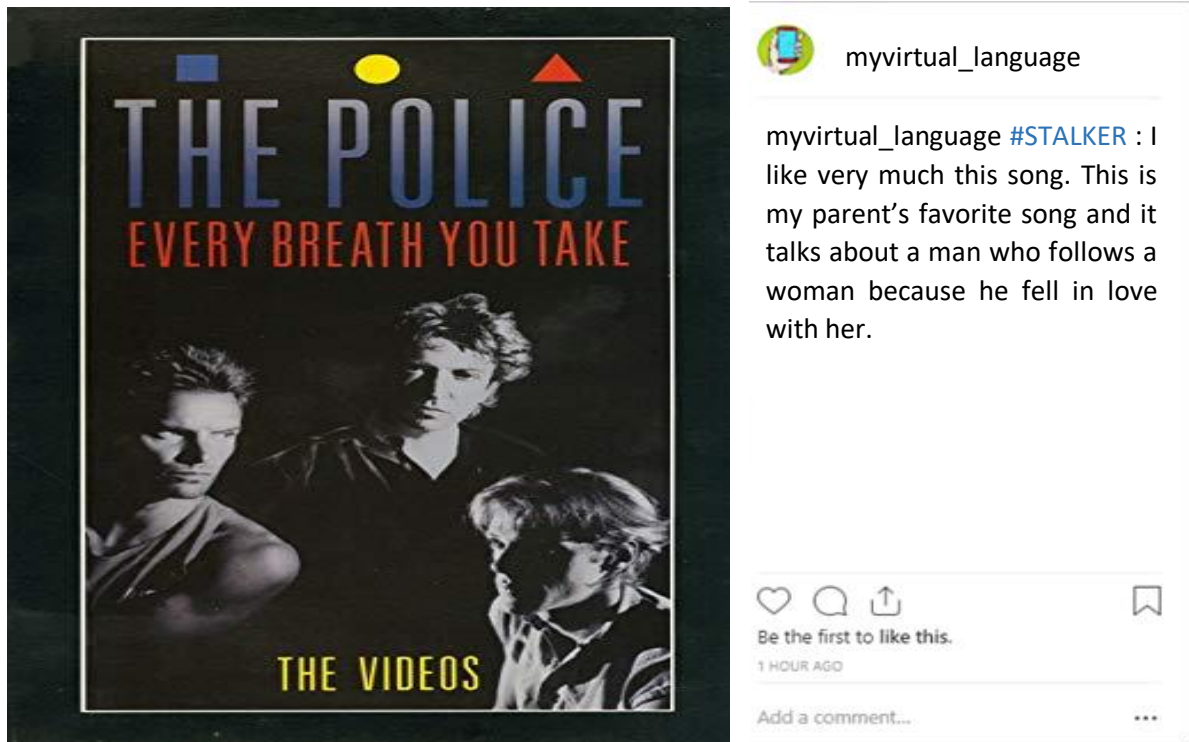 THE POLICE
EVERY BREATH YOU TAKE
THE VIDEOS
myvirtual_language
myvirtual_language #STALKER : I
like very much this song. This is
my parent’s favorite song and it
talks about a man who follows a
woman because he fell in love
with her.
Be the first to like this.
1 HOUR AGO
Add a comment...